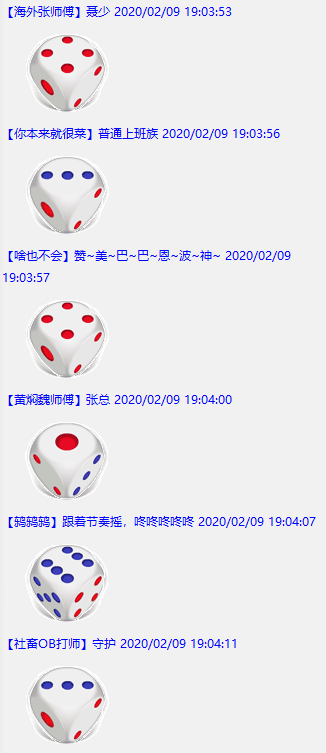 【海外张师傅】聂少 2020/02/09 19:03:53
【你本来就很菜】普通上班族 2020/02/09 19:03:56
【啥也不会】赞~美~巴~巴~恩~波~神~ 2020/02/09
19:03:57
【黄焖魏师傅】张总 2020/02/09 19:04:00
【鹑鹑鹑】跟着节奏摇，咚咚咚咚咚 2020/02/09 19:04:07
【社畜OB打师】守护 2020/02/09 19:04:11